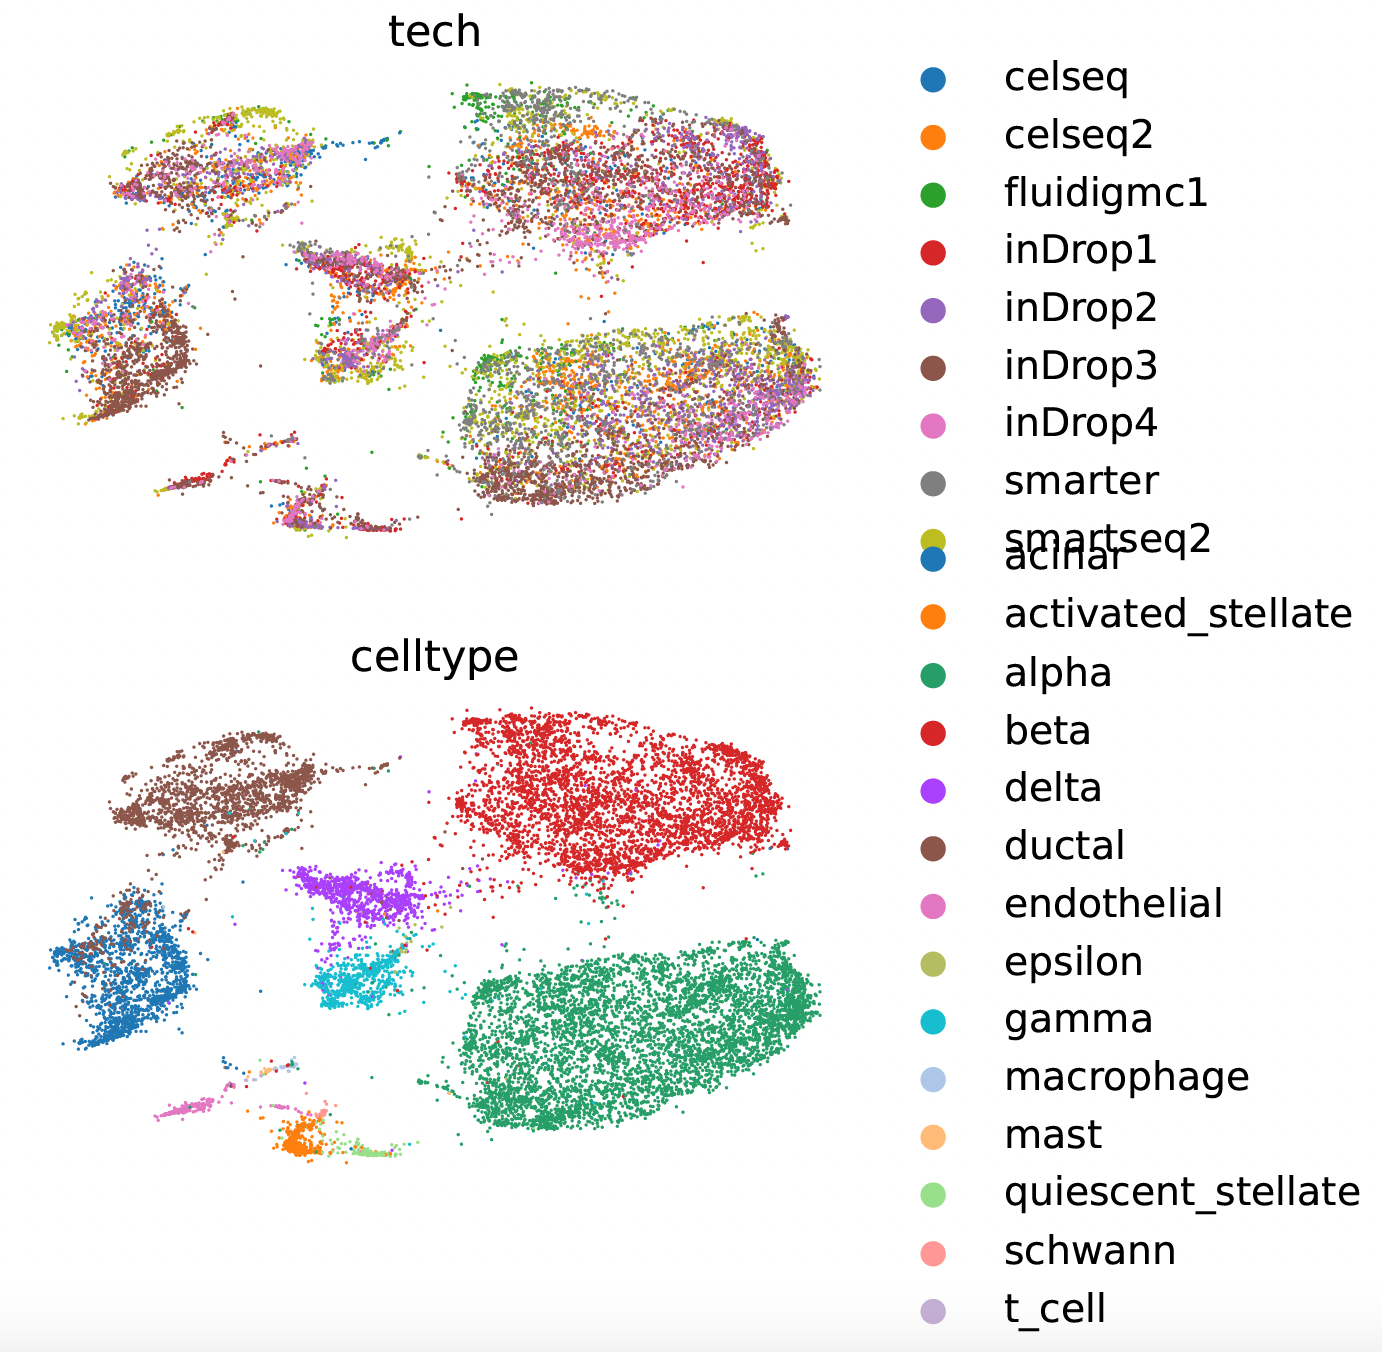 tech
celseq
celseq2
fluidigmc1
inDrop1
inDrop2
inDrop3
inDrop4
smarter
smartseq2
acinar
activated_stellate
celltype
alpha
beta
delta
ductal
endothelial
epsilon
gamma
macrophage
mast
quiescent_stellate
schwann
t_cell